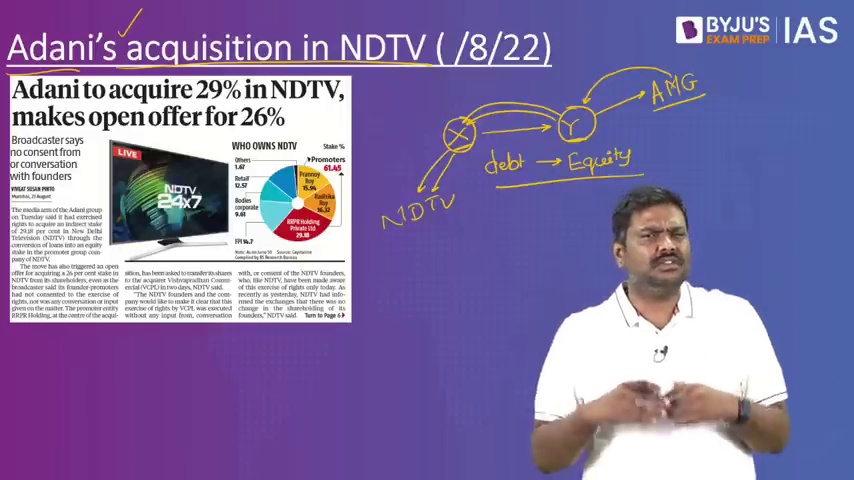 Adani's acquisition in NDTV ( /8/22)
BYJU'S
EXAM PREP
IAS
Adani to acquire 29% in NDTV,
makes open offer for 26%
Broadcaster says
no consent from
or conversation
with founders
VIVEAT SUSAN PINTO
Mumbai, 23 August
The media arm of the Adani group
on Tuesday said it had exercised
rights to acquire an indirect stake
of 29.18 per cent in New Delhi
Television (NDTV) through the
conversion of loans into an equity
stake in the promoter group com-
pany of NDTV.
The move has also triggered an open
offer for acquiring a 26 per cent stake in
NDTV from its shareholders, even as the
broadcaster said its founder-promoters
had not consented to the exercise of
rights, nor was any conversation or input
given on the matter. The promoter entity
RRPR Holding, at the centre of the acqui-
sition, has been asked to transfer its shares
to the acquirer Vishvapradhan Commer-
cial (VCPL) in two days, NDTV said.
"The NDTV founders and the company
would like to make it clear that this
exercise of rights by VCPL was executed
without any input from, conversation
with, or consent of the NDTV founders,
who, like NDTV, have been made aware
of this exercise of rights only today. As
recently as yesterday, NDTV had infor-
med the exchanges that there was no
change in the shareholding of its
founders," NDTV said.
Turn to Page 6
LIVE
NDTV
24x7
WHO OWNS NDTV
Stake %
Others
1.67
Retail
12.57
Bodies
corporate
9.61
FPI 14.7
Promoters
61.45
Prannoy
Roy
15.94
Radhika
Roy
16.32
RRPR Holding
Private Ltd
29.18
Note: As on June 30 Source: Capitaline
Compiled by BS Research Bureau
X
Y
AMG
debt → Equity
NDTV